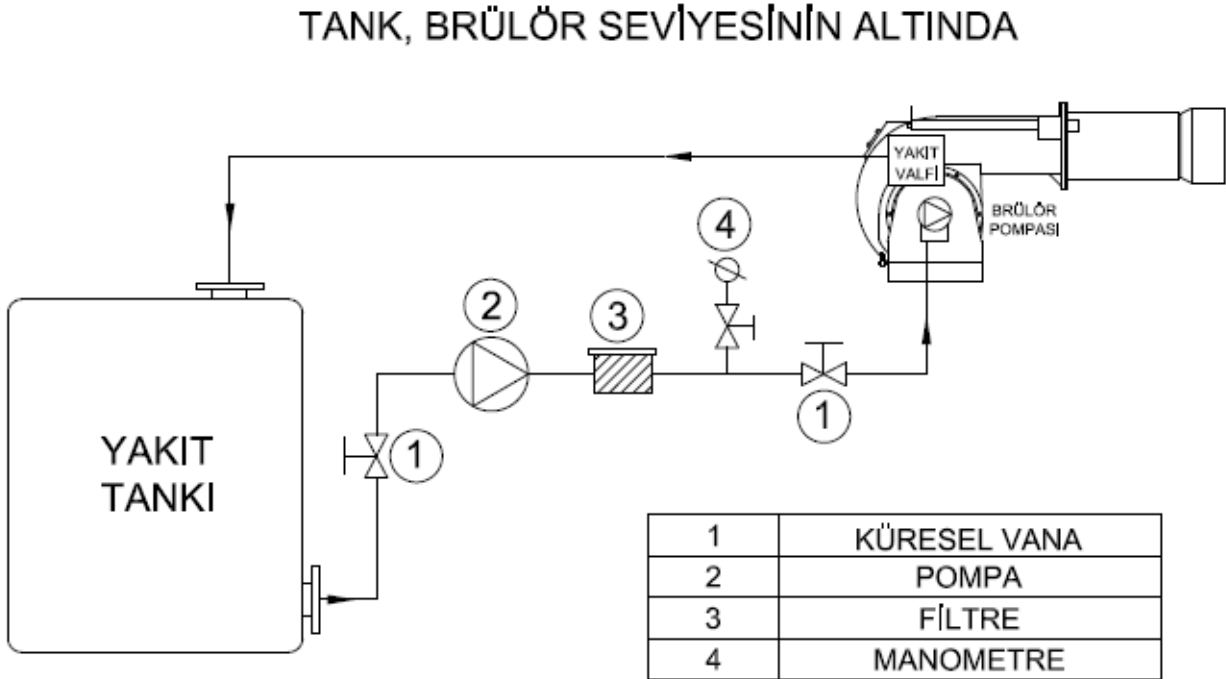 TANK, BRÜLÖR SEVİYESİNİN ALTINDA
YAKIT
VALFİ
BRÜLÖR
POMPASI
4
2
3
1
1
YAKIT
TANKI
1 KÜRESEL VANA
2 POMPA
3 FİLTRE
4 MANOMETRE